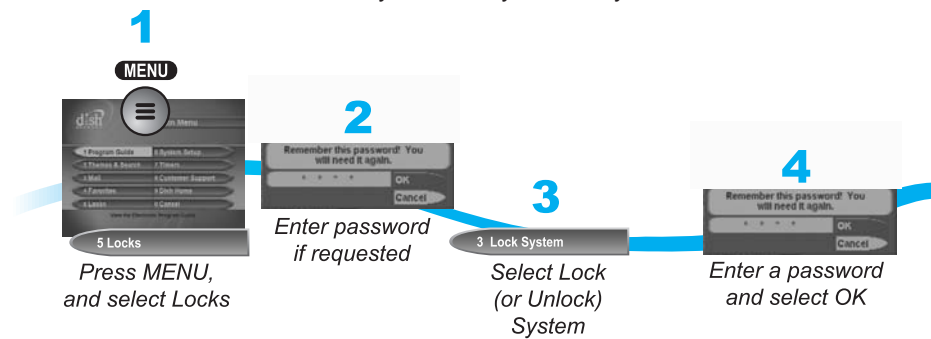 1
MENU
dish
Main Menu
1 Program Guide
6 System Setup
2 Themes & Search
7 Timers
3 Mail
8 Customer Support
4 Favorites
9 Dish Home
5 Locks
0 Cancel
5 Locks
Press MENU,
and select Locks
2
Remember this password! You
will need it again.
* * * *
OK
Cancel
Enter password
if requested
3
3 Lock System
Select Lock
(or Unlock)
System
4
Remember this password! You
will need it again.
* * * *
OK
Cancel
Enter a password
and select OK